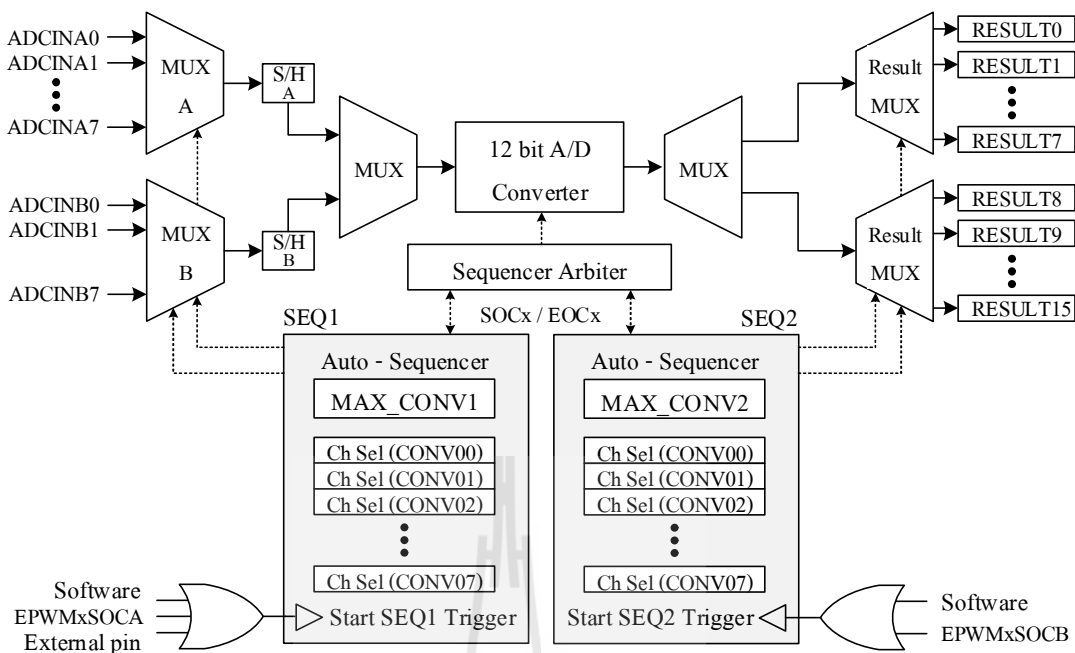 ADCINA0
ADCINA1
ADCINA7
MUX
A
S/H
A
ADCINB0
ADCINB1
ADCINB7
MUX
B
S/H
B
MUX
12 bit A/D
Converter
MUX
Result
MUX
RESULT0
RESULT1
RESULT7
Result
MUX
RESULT8
RESULT9
RESULT15
Sequencer Arbiter
SOCx / EOCx
SEQ1
Auto - Sequencer
MAX_CONV1
Ch Sel (CONV00)
Ch Sel (CONV01)
Ch Sel (CONV02)
Ch Sel (CONV07)
Start SEQ1 Trigger
Software
EPWMxSOCA
External pin
SEQ2
Auto - Sequencer
MAX_CONV2
Ch Sel (CONV00)
Ch Sel (CONV01)
Ch Sel (CONV02)
Ch Sel (CONV07)
Start SEQ2 Trigger
Software
EPWMxSOCB